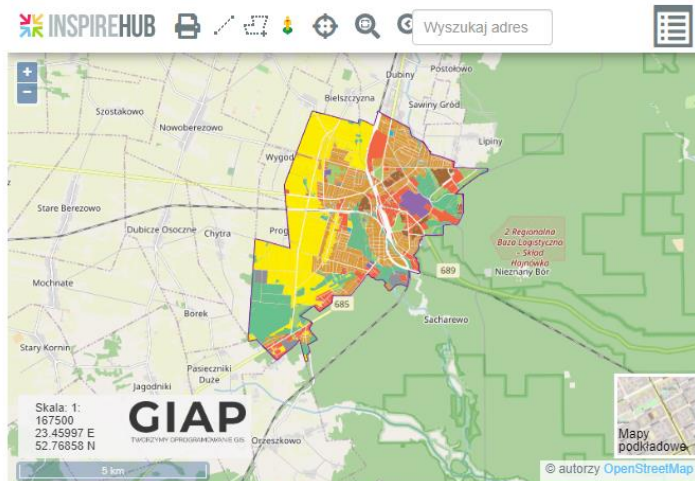 INSPIREHUB
Wyszukaj adres
+
−
Dubiny
Postołowo
Bielszczyzna
Sawiny Gród
Szostakowo
Nowoberezowo
Lipiny
Wygod
Stare Berezowo
Dubicze Osoczne
Chytra
Prog
2 Regionalna
Baza Logistyczna
- Skład
Hajnówka
Nieznany Bór
689
Mochnate
685
Borek
Sacharewo
Stary Kornin
Pasieczniki
Duże
Jagodniki
Skala: 1:
167500
23.45997 E
52.76858 N
GIAP
TWORZYMY OPROGRAMOWANIE GIS
Orzeszkowo
Mapy
podkładowe
5 km
© autorzy OpenStreetMap